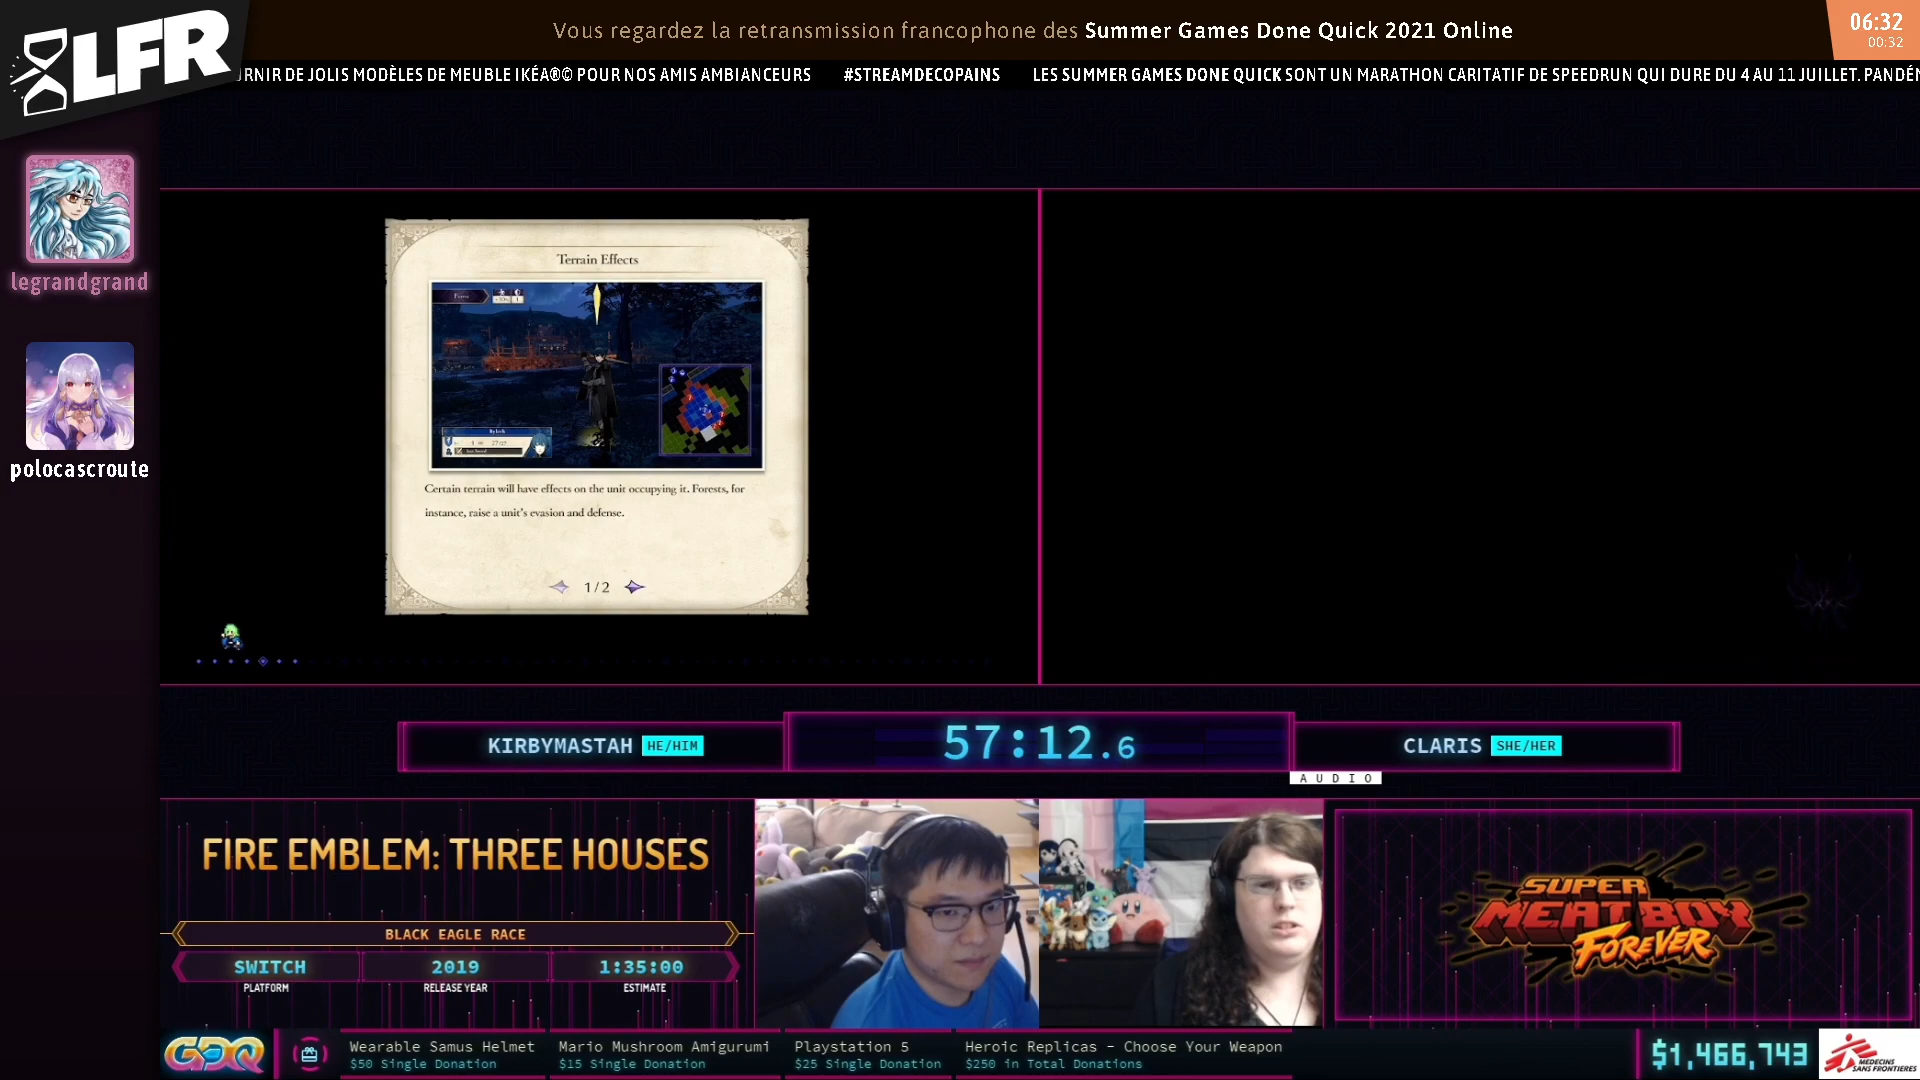 LFR
Vous regardez la retransmission francophone des Summer Games Done Quick 2021 Online
06:32
00:32
URNIR DE JOLIS MODÈLES DE MEUBLE IKÉA®© POUR NOS AMIS AMBIANCEURS #STREAMDECOPAINS LES SUMMER GAMES DONE QUICK SONT UN MARATHON CARITATIF DE SPEEDRUN QUI DURE DU 4 AU 11 JUILLET. PANDÉM
legrandgrand
polocascroute
Terrain Effects
Certain terrain will have effects on the unit occupying it. Forests, for
instance, raise a unit's evasion and defense.
1/2
KIRBYMASTAH HE/HIM
57:12.6
CLARIS SHE/HER
AUDIO
FIRE EMBLEM: THREE HOUSES
BLACK EAGLE RACE
SWITCH 2019 1:35:00
PLATFORM RELEASE YEAR ESTIMATE
SUPER
MEAT BOY
FOREVER
GDQ
Wearable Samus Helmet Mario Mushroom Amigurumi Playstation 5 Heroic Replicas - Choose Your Weapon
$50 Single Donation $15 Single Donation $25 Single Donation $250 in Total Donations
$1,466,743
MEDECINS
SANS FRONTIERES